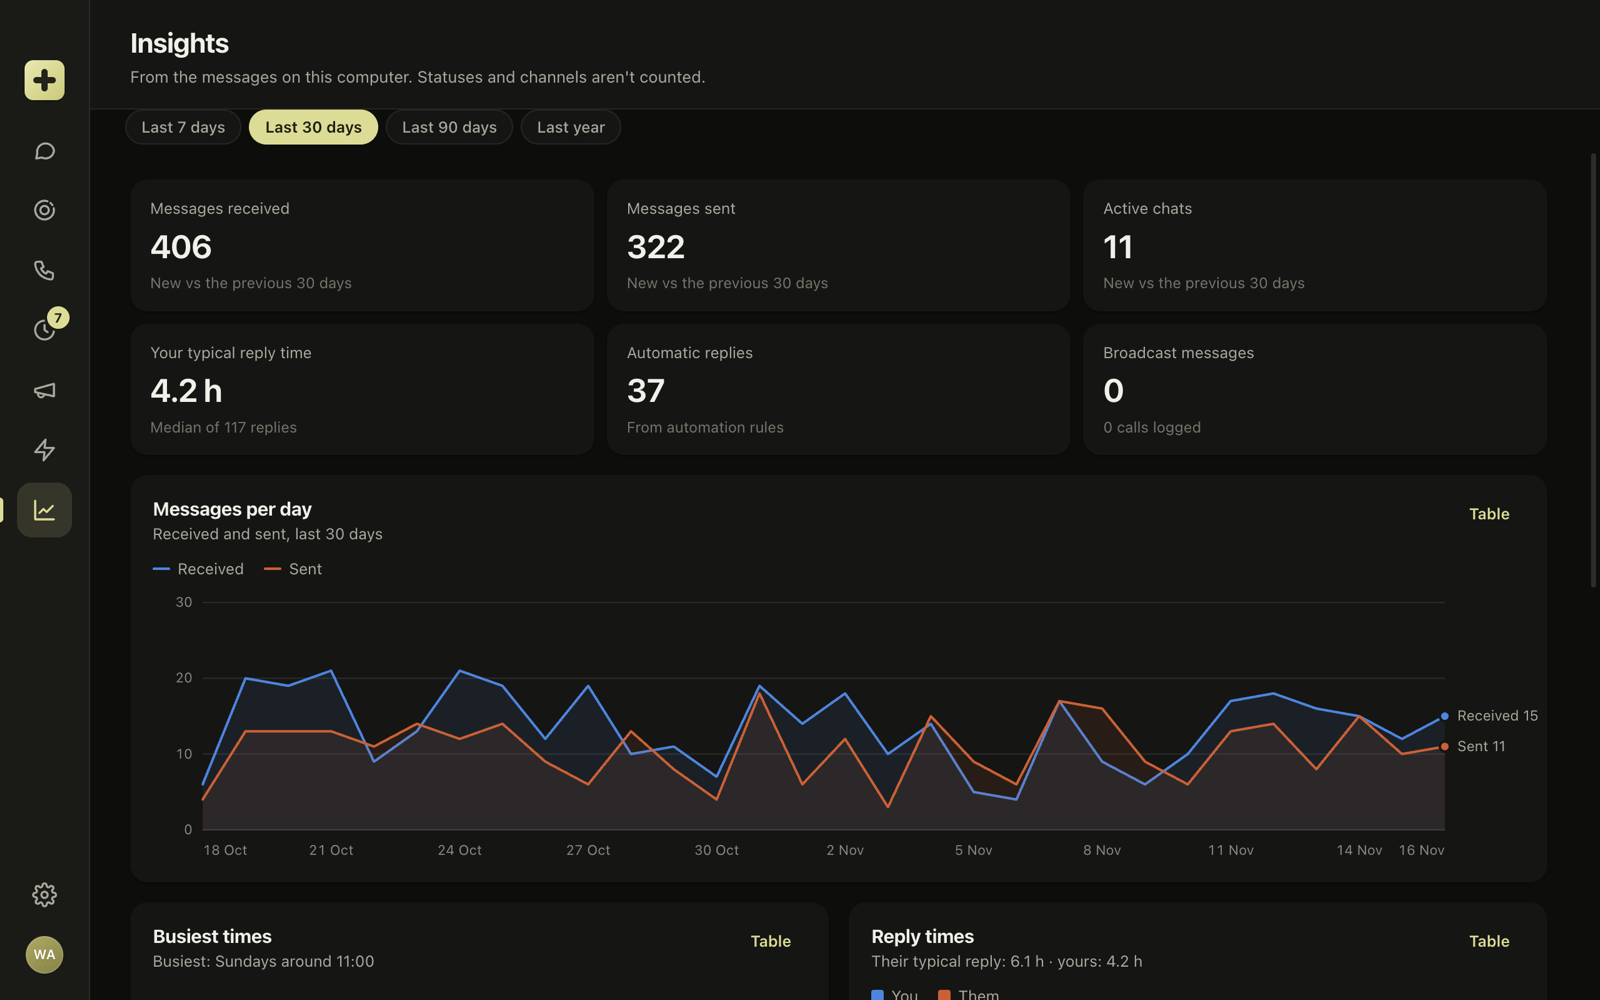 Insights
From the messages on this computer. Statuses and channels aren't counted.
Last 7 days
Last 30 days
Last 90 days
Last year
Messages received
406
New vs the previous 30 days
Messages sent
322
New vs the previous 30 days
Active chats
11
New vs the previous 30 days
7
Your typical reply time
4.2 h
Median of 117 replies
Automatic replies
37
From automation rules
Broadcast messages
0
0 calls logged
Messages per day
Table
Received and sent, last 30 days
Received
Sent
30
20
10
0
Received 15
Sent 11
18 Oct
21 Oct
24 Oct
27 Oct
30 Oct
2 Nov
5 Nov
8 Nov
11 Nov
14 Nov
16 Nov
Busiest times
Table
Busiest: Sundays around 11:00
Reply times
Table
Their typical reply: 6.1 h · yours: 4.2 h
You
Them
WA